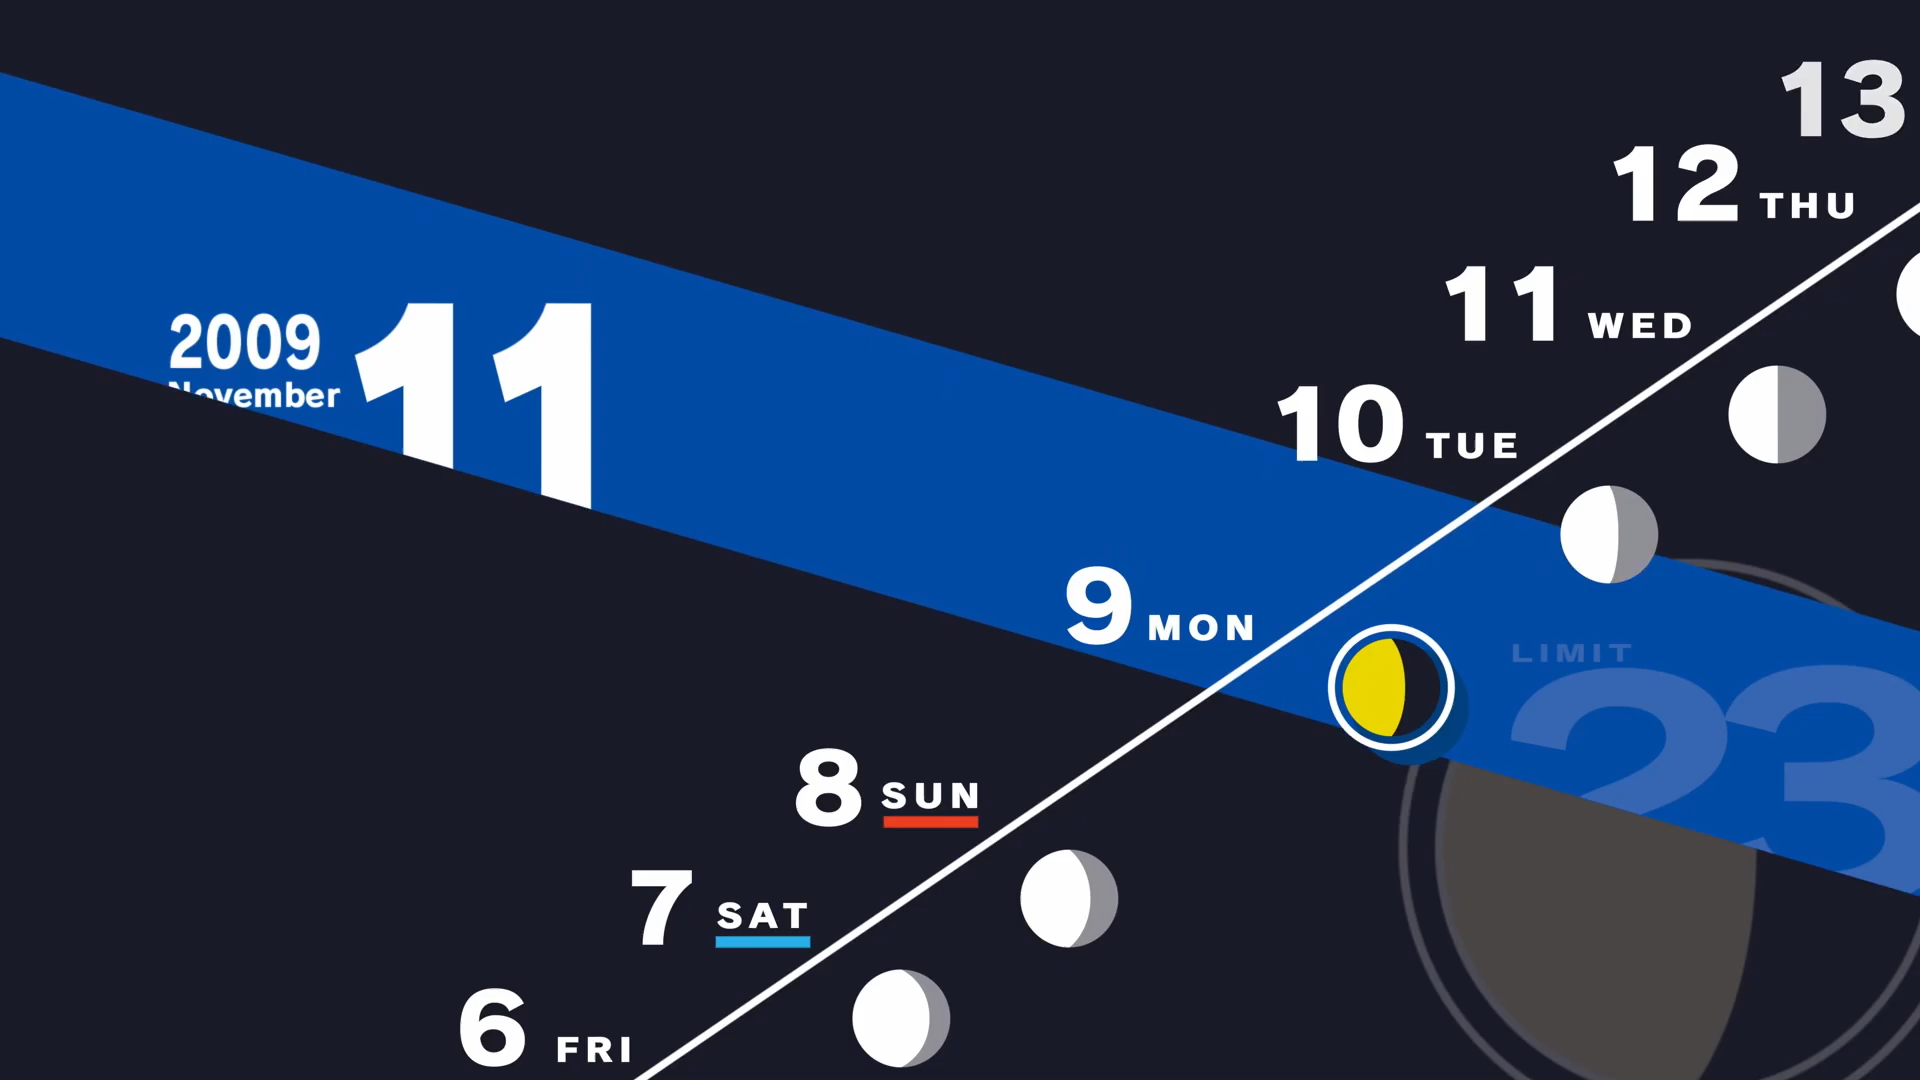 2009
November
11
13
12 THU
11 WED
10 TUE
9 MON
8 SUN
7 SAT
6 FRI
LIMIT
23